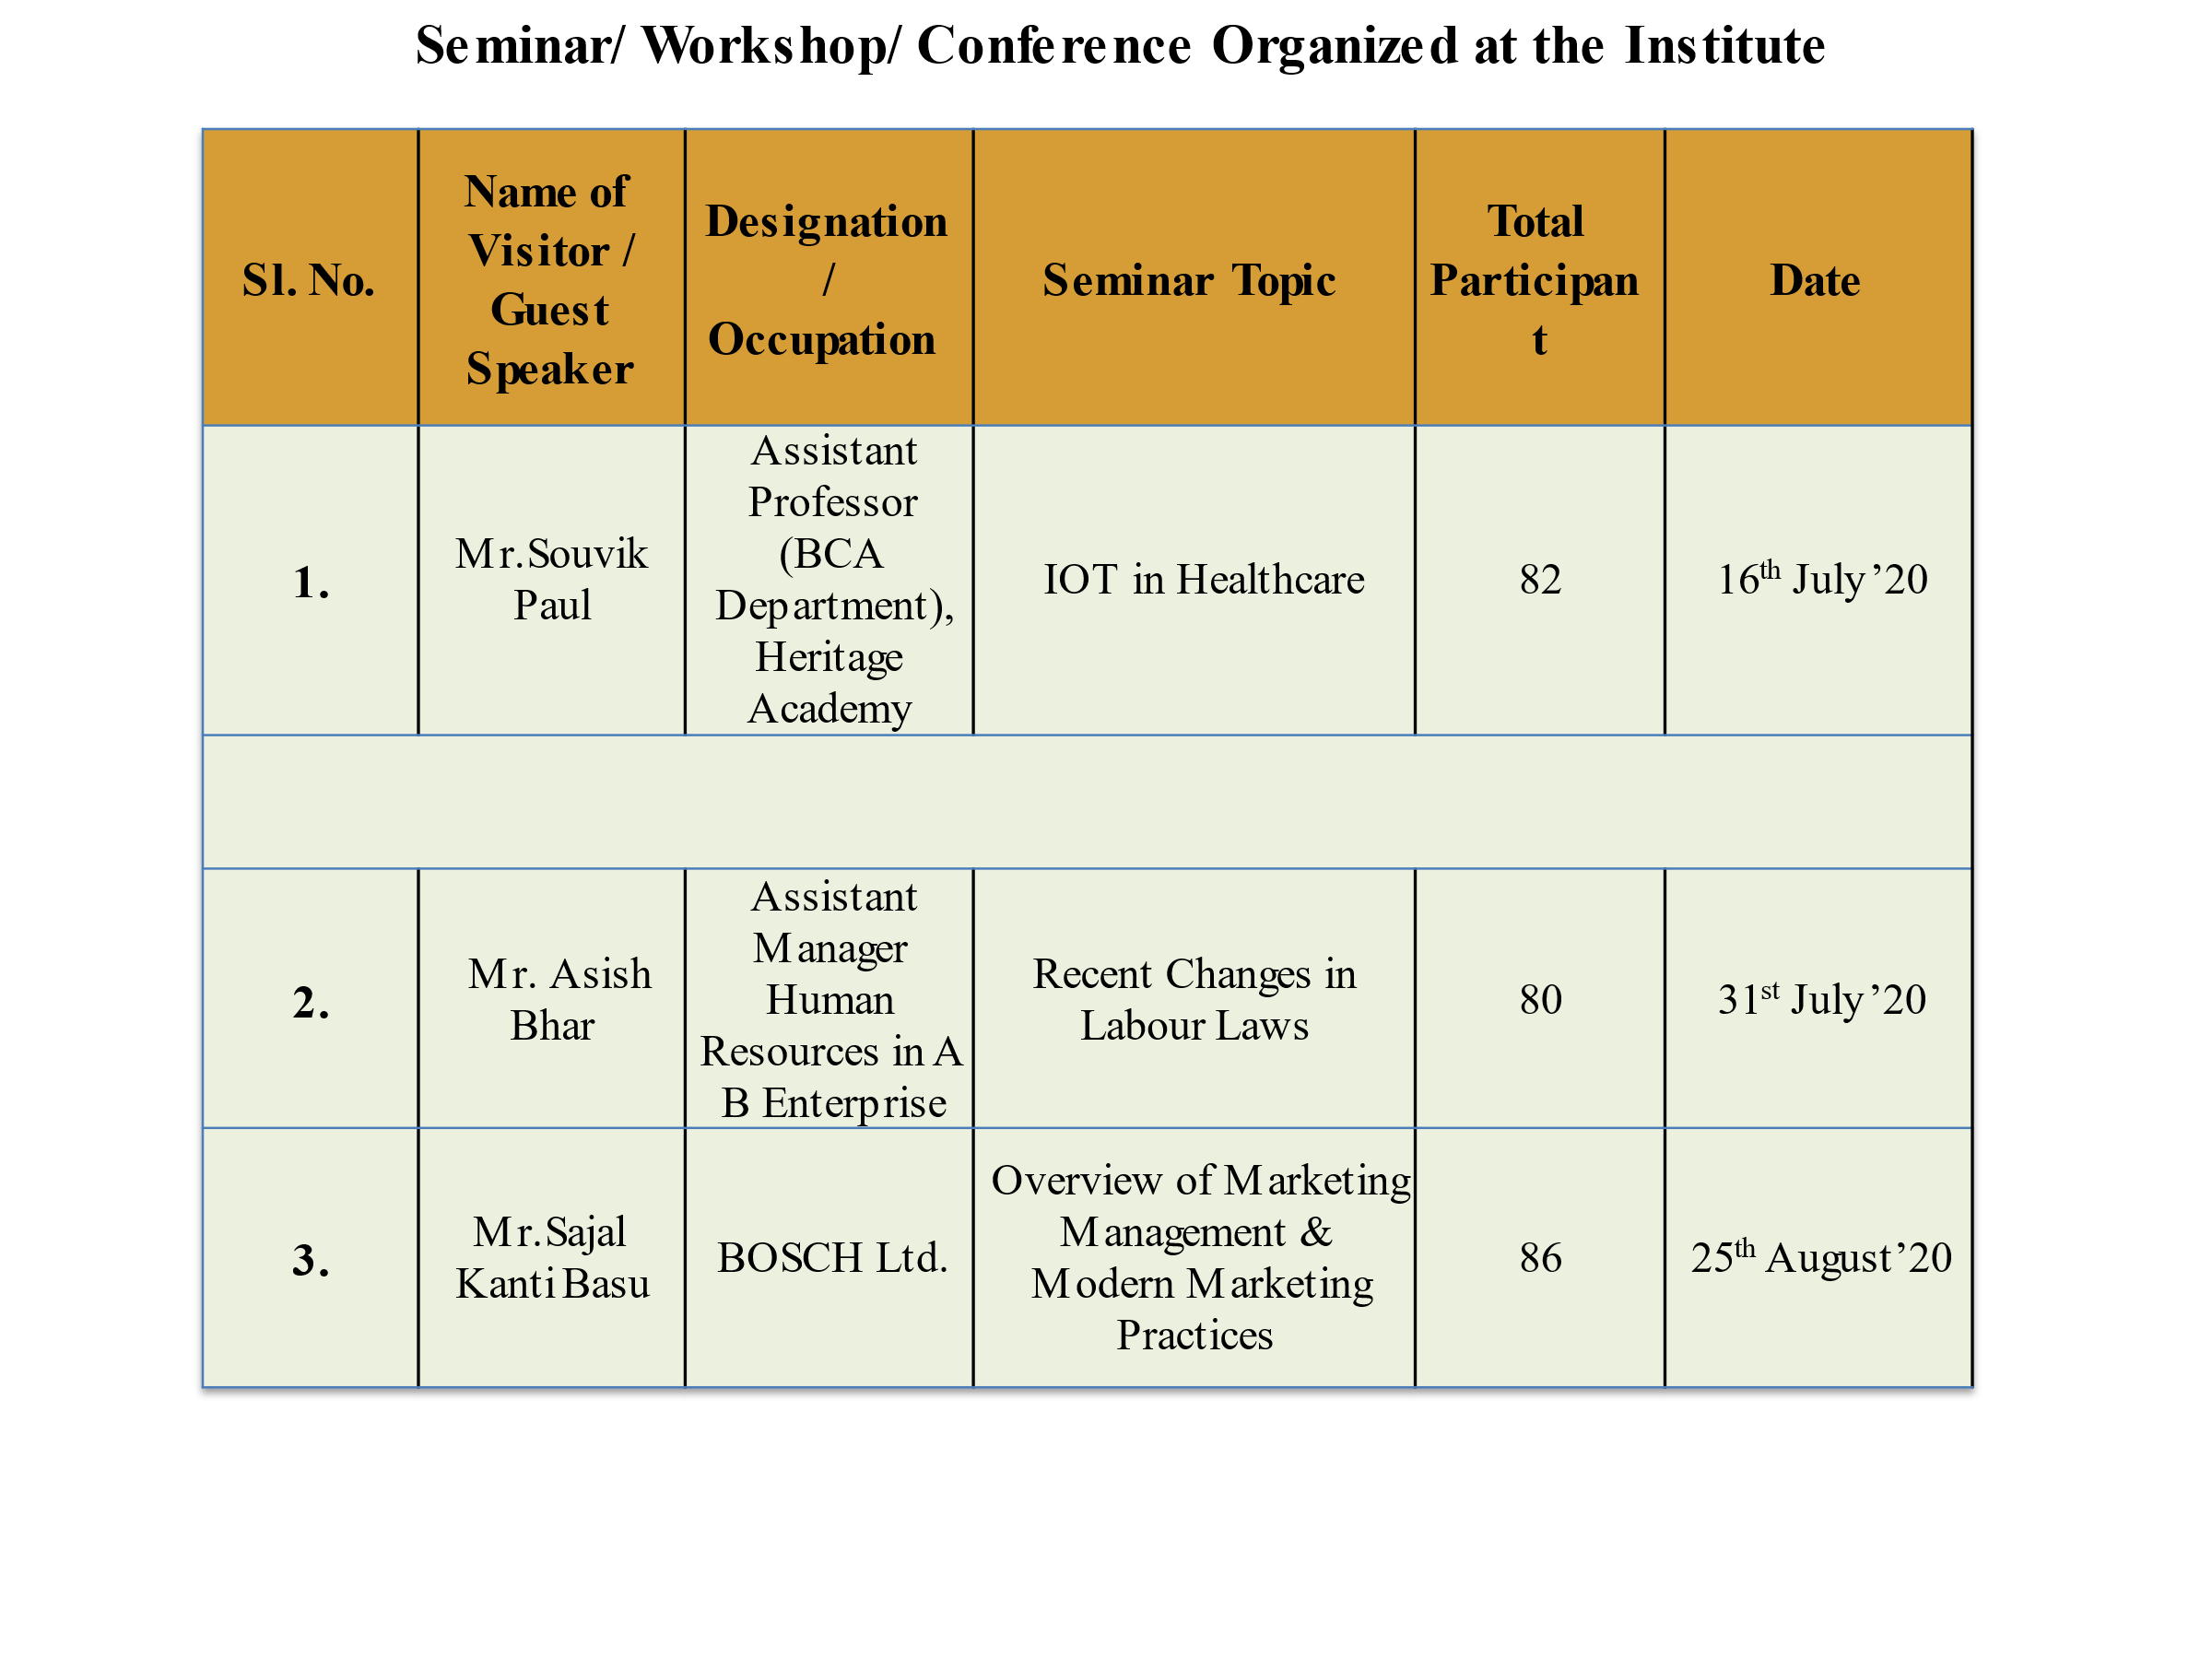 Seminar/ Workshop/ Conference Organized at the Institute
Sl. No.
Name of
Visitor /
Guest
Speaker
Designation
/
Occupation
Seminar Topic
Total
Participan
t
Date
1.
Mr.Souvik
Paul
Assistant
Professor
(BCA
Department),
Heritage
Academy
IOT in Healthcare
82
16th July’20
2.
Mr. Asish
Bhar
Assistant
Manager
Human
Resources in A
B Enterprise
Recent Changes in
Labour Laws
80
31st July’20
3.
Mr.Sajal
Kanti Basu
BOSCH Ltd.
Overview of Marketing
Management &
Modern Marketing
Practices
86
25th August’20